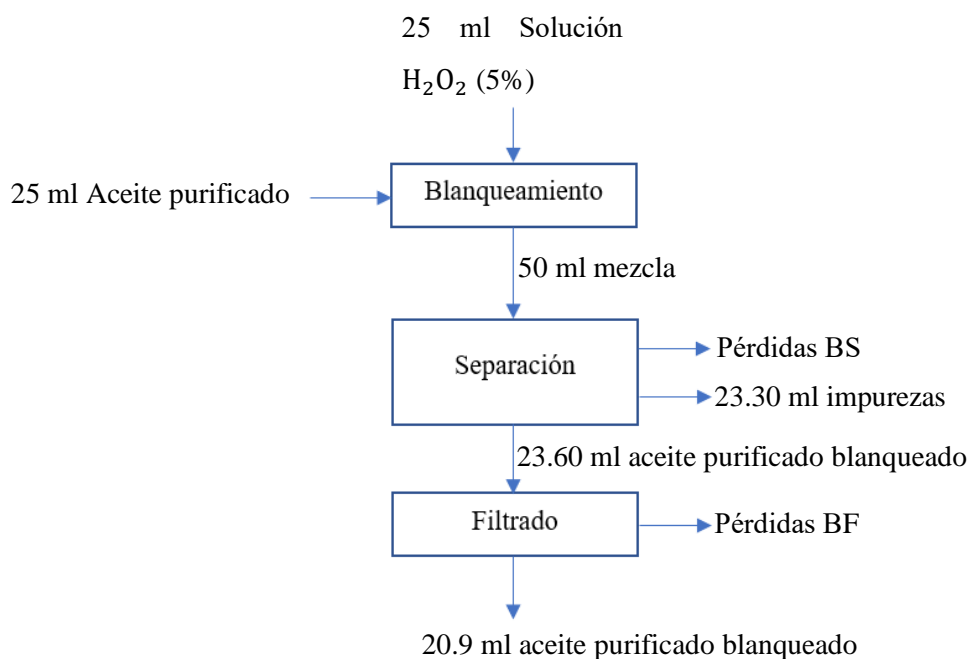 25 ml Solución
H₂O₂ (5%)
25 ml Aceite purificado
Blanqueamiento
50 ml mezcla
Separación
Pérdidas BS
23.30 ml impurezas
23.60 ml aceite purificado blanqueado
Filtrado
Pérdidas BF
20.9 ml aceite purificado blanqueado